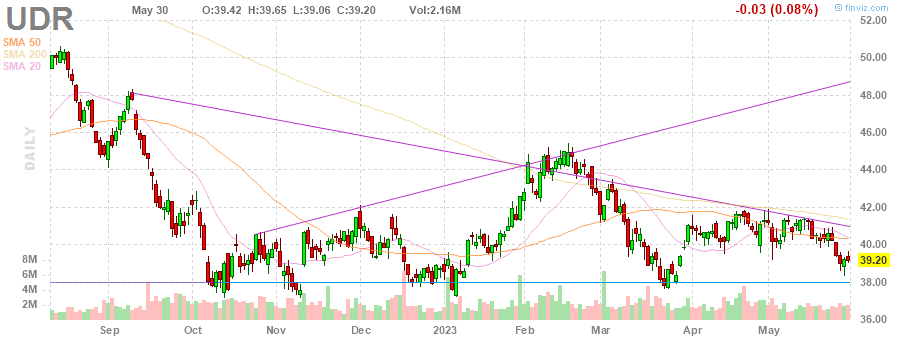 UDR May 30 O:39.42 H:39.65 L:39.06 C:39.20 Vol:2.16M -0.03 (0.08%) finviz.com
SMA 50
SMA 200
SMA 20
DAILY
52.00
50.00
48.00
46.00
44.00
42.00
40.00
39.20
38.00
36.00
8M
6M
4M
2M
Sep Oct Nov Dec 2023 Feb Mar Apr May